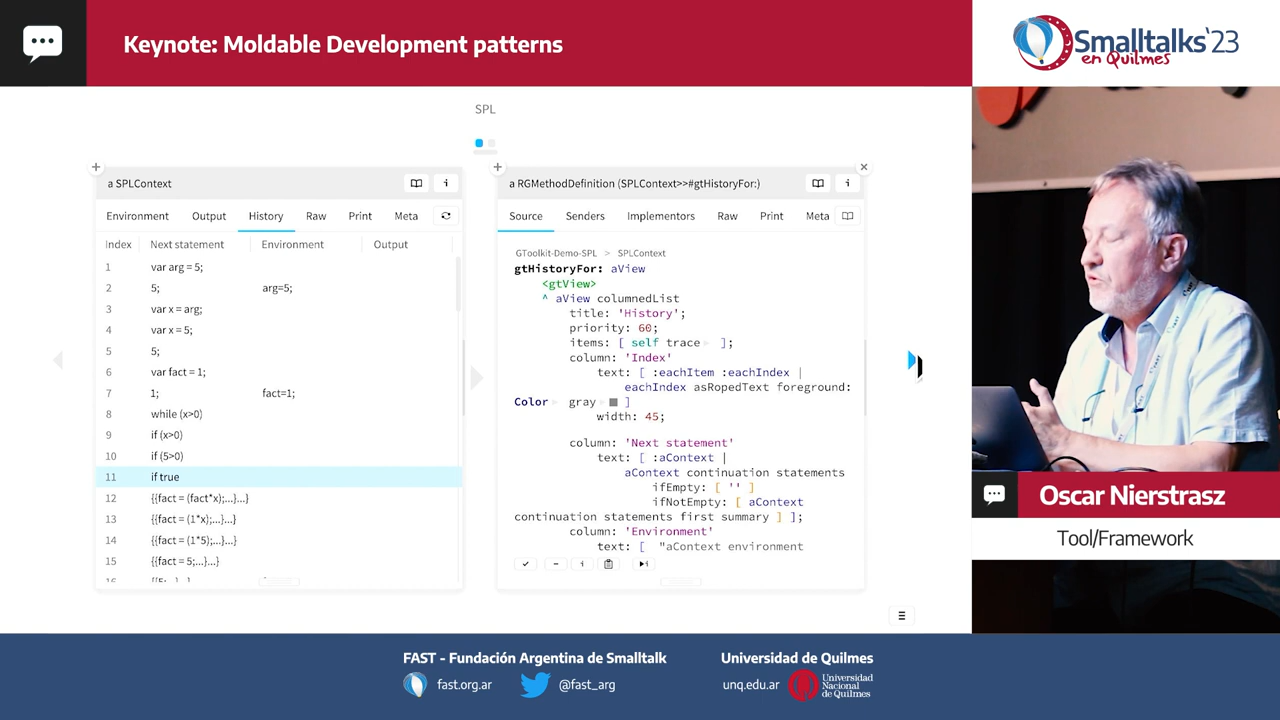 Keynote: Moldable Development patterns
Smalltalks'23
en Quilmes
SPL
a SPLContext
Environment Output History Raw Print Meta
Index Next statement Environment Output
1 var arg = 5;
2 5; arg=5;
3 var x = arg;
4 var x = 5;
5 5;
6 var fact = 1;
7 1; fact=1;
8 while (x>0)
9 if (x>0)
10 if (5>0)
11 if true
12 {{fact = (fact*x);...}...}
13 {{fact = (1*x);...}...}
14 {{fact = (1*5);...}...}
15 {{fact = 5;...}...}
a RGMethodDefinition (SPLContext>>#gtHistoryFor:)
Source Senders Implementors Raw Print Meta
GToolkit-Demo-SPL > SPLContext
gtHistoryFor: aView
<gtView>
^ aView columnedList
title: 'History';
priority: 60;
items: [ self trace ];
column: 'Index'
text: [ :eachItem :eachIndex |
eachIndex asRopedText foreground:
Color gray ]
width: 45;
column: 'Next statement'
text: [ :aContext |
aContext continuation statements
ifEmpty: [ '' ]
ifNotEmpty: [ aContext
continuation statements first summary ] ];
column: 'Environment'
text: [ "aContext environment
Oscar Nierstrasz
Tool/Framework
FAST - Fundación Argentina de Smalltalk
fast.org.ar @fast_arg
Universidad de Quilmes
unq.edu.ar
Universidad
Nacional
de Quilmes